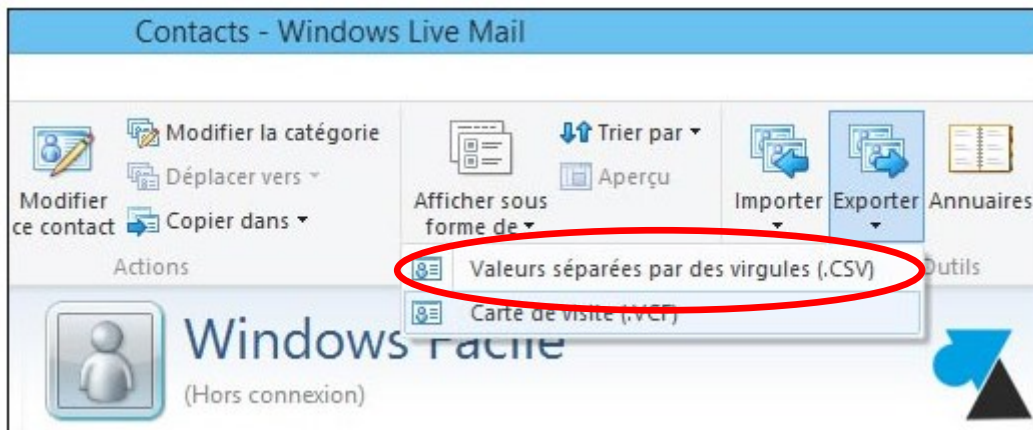 Contacts - Windows Live Mail
Modifier la catégorie
Déplacer vers
Copier dans
Modifier
ce contact
Actions
Afficher sous
forme de
Trier par
Aperçu
Importer
Exporter
Annuaires
Outils
Valeurs séparées par des virgules (.CSV)
Carte de visite (.VCF)
Windows Facile
(Hors connexion)